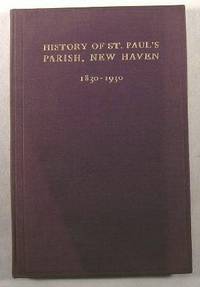 HISTORY OF ST. PAUL'S
PARISH, NEW HAVEN
1830-1930